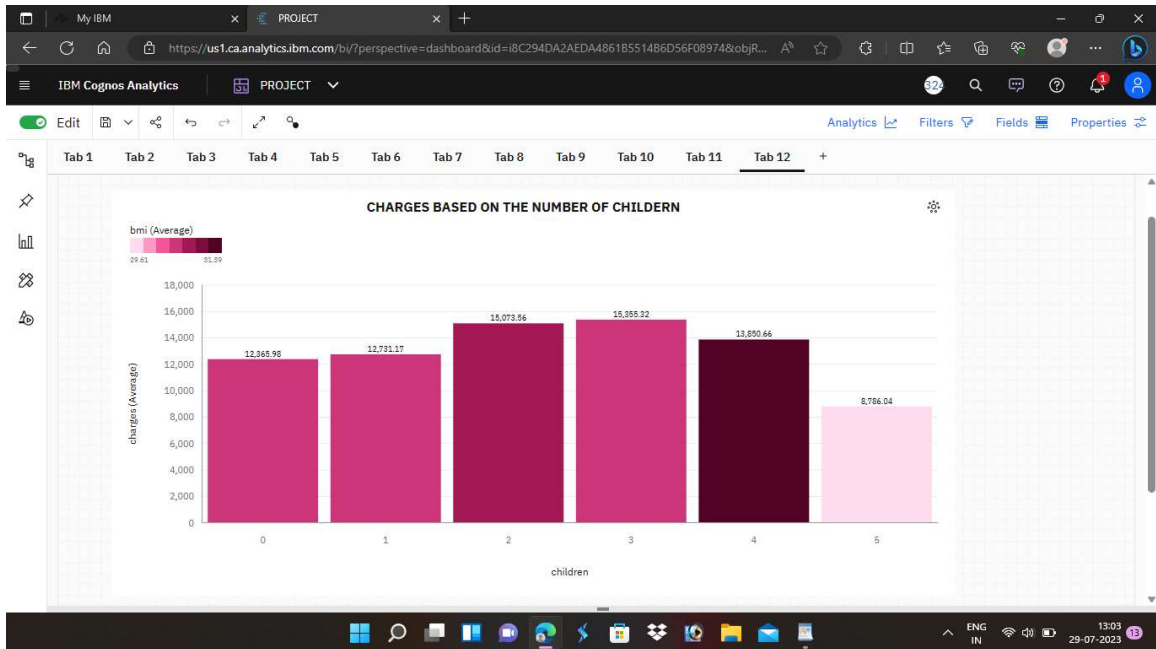 My IBM
PROJECT
https://us1.ca.analytics.ibm.com/bi/?perspective=dashboard&id=i8C294DA2AEDA4861B5514B6D56F08974&objR...
IBM Cognos Analytics
PROJECT
324
1
Edit
Analytics
Filters
Fields
Properties
Tab 1 Tab 2 Tab 3 Tab 4 Tab 5 Tab 6 Tab 7 Tab 8 Tab 9 Tab 10 Tab 11 Tab 12 +
CHARGES BASED ON THE NUMBER OF CHILDERN
bmi (Average)
29.61 31.39
18,000
16,000
14,000
12,000
10,000
8,000
6,000
4,000
2,000
0
charges (Average)
12,365.98
12,731.17
15,073.56
15,355.32
13,850.66
8,786.04
0 1 2 3 4 5
children
ENG
IN
13:03
29-07-2023
13